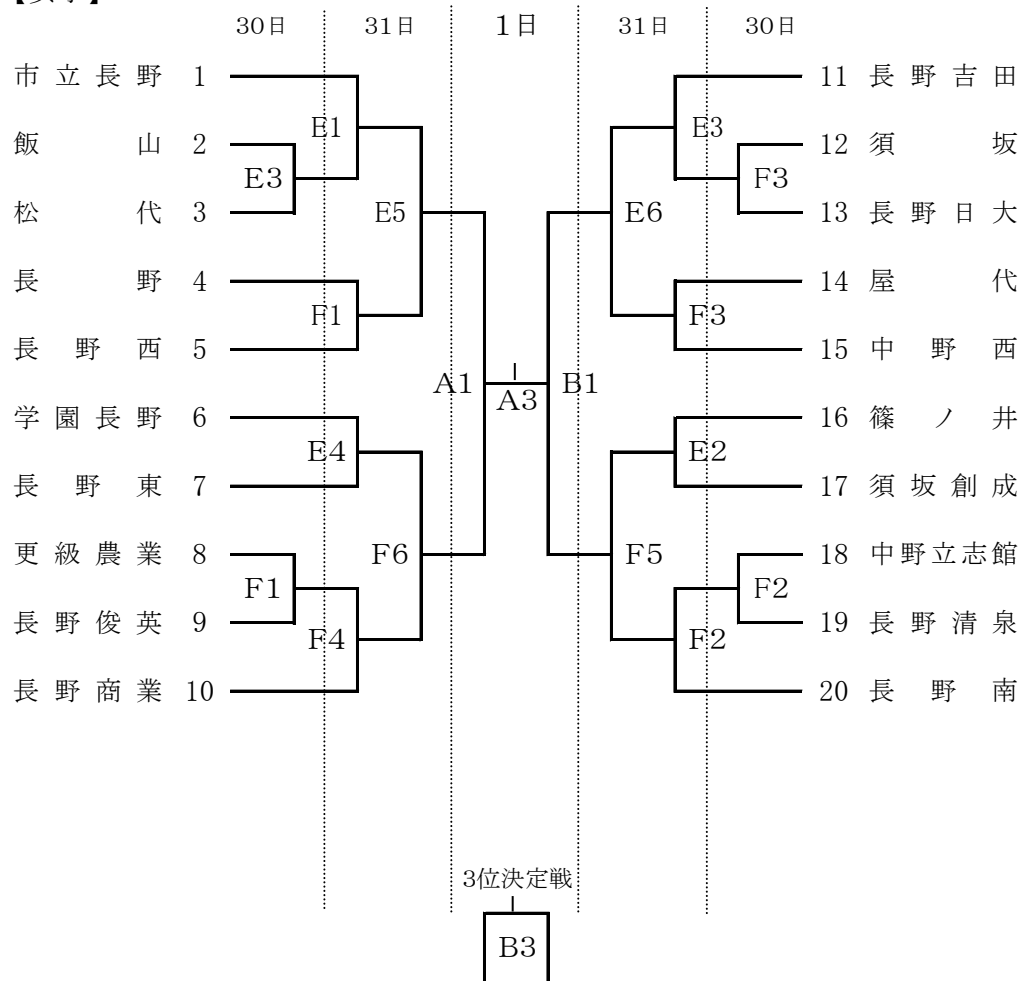 30日 31日 1日 31日 30日
市立長野 1 11 長野吉田
E1 E3
飯山 2 12 須坂
E3 F3
松代 3 13 長野日大
E5 E6
長野 4 14 屋代
F1 F3
長野西 5 15 中野西
A1 A3 B1
学園長野 6 16 篠ノ井
E4 E2
長野東 7 17 須坂創成
更級農業 8 F6 F5 18 中野立志館
F1 F2
長野俊英 9 19 長野清泉
F4 F2
長野商業 10 20 長野南
3位決定戦
B3